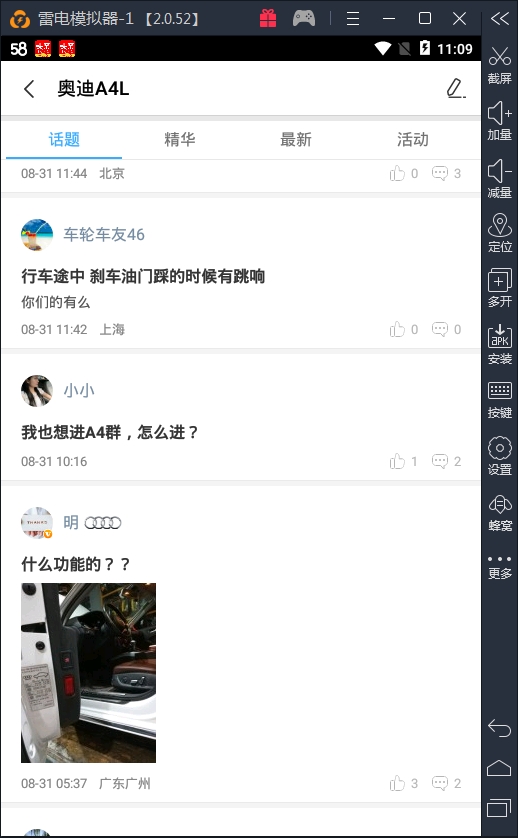 雷电模拟器-1 【2.0.52】
58 11:09
奥迪A4L
话题 精华 最新 活动
08-31 11:44 北京 0 3
车轮车友46
行车途中 刹车油门踩的时候有跳响
你们的有么
08-31 11:42 上海 0 0
小小
我也想进A4群，怎么进？
08-31 10:16 1 2
明
什么功能的？？
08-31 05:37 广东广州 3 2
截屏
加量
减量
定位
多开
APK
安装
按键
设置
蜂窝
更多